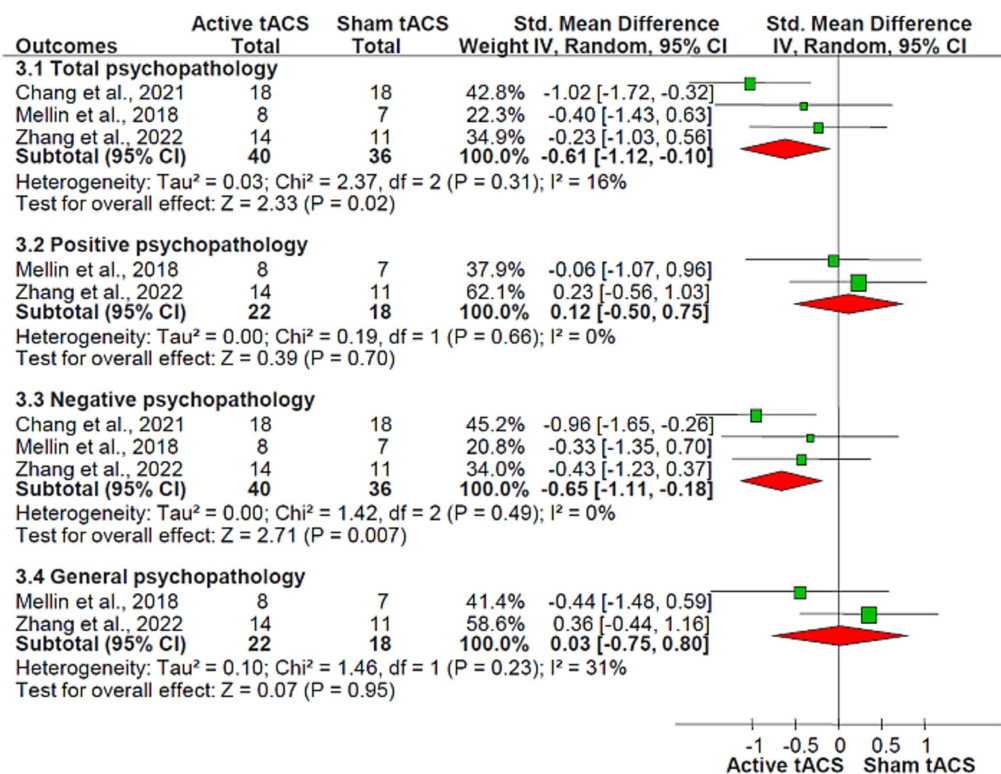 Active tACS Sham tACS Std. Mean Difference Std. Mean Difference
Outcomes Total Total Weight IV, Random, 95% CI IV, Random, 95% CI
3.1 Total psychopathology
Chang et al., 2021 18 18 42.8% -1.02 [-1.72, -0.32]
Mellin et al., 2018 8 7 22.3% -0.40 [-1.43, 0.63]
Zhang et al., 2022 14 11 34.9% -0.23 [-1.03, 0.56]
Subtotal (95% CI) 40 36 100.0% -0.61 [-1.12, -0.10]
Heterogeneity: Tau² = 0.03; Chi² = 2.37, df = 2 (P = 0.31); I² = 16%
Test for overall effect: Z = 2.33 (P = 0.02)
3.2 Positive psychopathology
Mellin et al., 2018 8 7 37.9% -0.06 [-1.07, 0.96]
Zhang et al., 2022 14 11 62.1% 0.23 [-0.56, 1.03]
Subtotal (95% CI) 22 18 100.0% 0.12 [-0.50, 0.75]
Heterogeneity: Tau² = 0.00; Chi² = 0.19, df = 1 (P = 0.66); I² = 0%
Test for overall effect: Z = 0.39 (P = 0.70)
3.3 Negative psychopathology
Chang et al., 2021 18 18 45.2% -0.96 [-1.65, -0.26]
Mellin et al., 2018 8 7 20.8% -0.33 [-1.35, 0.70]
Zhang et al., 2022 14 11 34.0% -0.43 [-1.23, 0.37]
Subtotal (95% CI) 40 36 100.0% -0.65 [-1.11, -0.18]
Heterogeneity: Tau² = 0.00; Chi² = 1.42, df = 2 (P = 0.49); I² = 0%
Test for overall effect: Z = 2.71 (P = 0.007)
3.4 General psychopathology
Mellin et al., 2018 8 7 41.4% -0.44 [-1.48, 0.59]
Zhang et al., 2022 14 11 58.6% 0.36 [-0.44, 1.16]
Subtotal (95% CI) 22 18 100.0% 0.03 [-0.75, 0.80]
Heterogeneity: Tau² = 0.10; Chi² = 1.46, df = 1 (P = 0.23); I² = 31%
Test for overall effect: Z = 0.07 (P = 0.95)
-1 -0.5 0 0.5 1
Active tACS Sham tACS